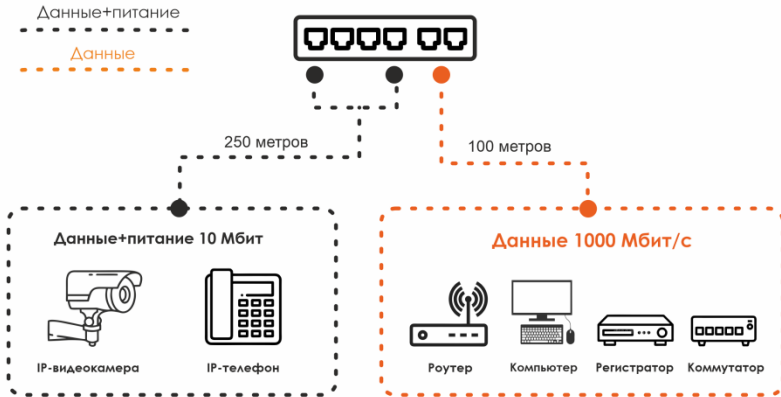 Данные+питание
Данные
250 метров
100 метров
Данные+питание 10 Мбит
Данные 1000 Мбит/с
IP-видеокамера
IP-телефон
Роутер
Компьютер
Регистратор
Коммутатор